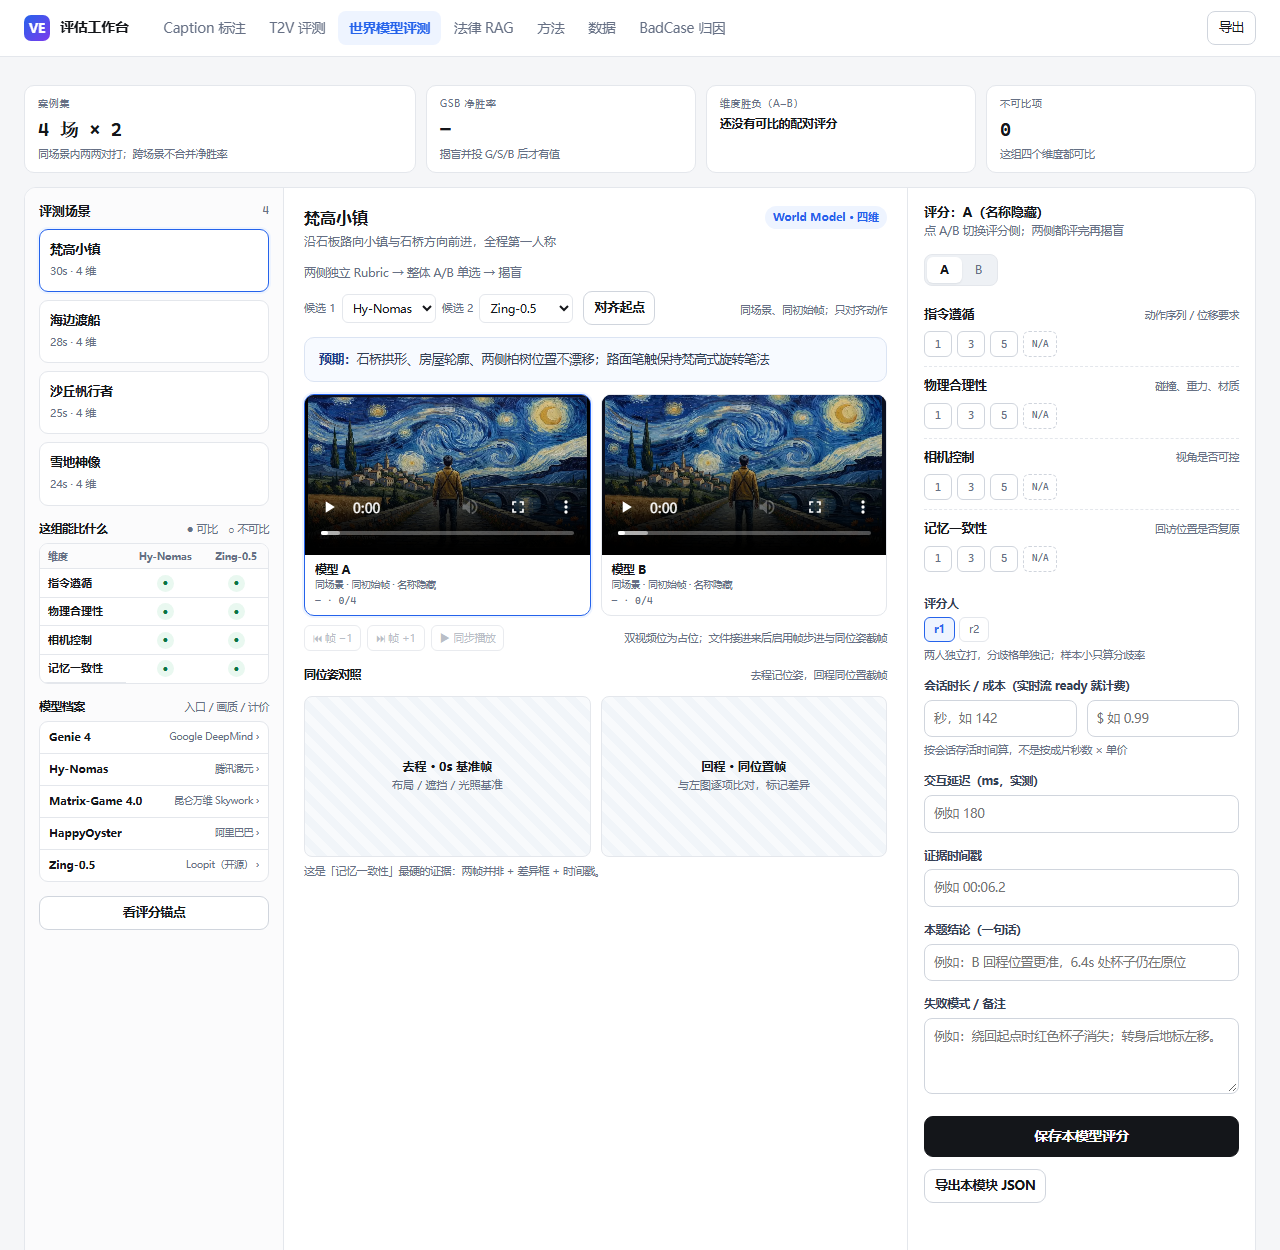 VE 评估工作台 Caption 标注 T2V 评测 世界模型评测 法律 RAG 方法 数据 BadCase 归因 导出
案例集
4 场 × 2
同场景内两两对打；跨场景不合并净胜率
GSB 净胜率
—
揭盲并投 G/S/B 后才有值
维度胜负（A−B）
还没有可比的配对评分
不可比项
0
这组四个维度都可比
评测场景 4
梵高小镇
30s · 4 维
海边渡船
28s · 4 维
沙丘帆行者
25s · 4 维
雪地神像
24s · 4 维
这组能比什么 ● 可比 ○ 不可比
维度 Hy-Nomas Zing-0.5
指令遵循 ● ●
物理合理性 ● ●
相机控制 ● ●
记忆一致性 ● ●
模型档案 入口 / 画质 / 计价
Genie 4 Google DeepMind ›
Hy-Nomas 腾讯混元 ›
Matrix-Game 4.0 昆仑万维 Skywork ›
HappyOyster 阿里巴巴 ›
Zing-0.5 Loopit（开源） ›
看评分锚点
梵高小镇 World Model · 四维
沿石板路向小镇与石桥方向前进，全程第一人称
两侧独立 Rubric → 整体 A/B 单选 → 揭盲
候选 1 Hy-Nomas 候选 2 Zing-0.5 对齐起点 同场景、同初始帧；只对齐动作
预期：石桥拱形、房屋轮廓、两侧柏树位置不漂移；路面笔触保持梵高式旋转笔法
0:00
模型 A
同场景 · 同初始帧 · 名称隐藏
— · 0/4
0:00
模型 B
同场景 · 同初始帧 · 名称隐藏
— · 0/4
⏮ 帧 −1 ⏭ 帧 +1 ▶ 同步播放 双视频位为占位；文件接进来后启用帧步进与同位姿截帧
同位姿对照 去程记位姿，回程同位置截帧
去程 · 0s 基准帧
布局 / 遮挡 / 光照基准
回程 · 同位置帧
与左图逐项比对，标记差异
这是「记忆一致性」最硬的证据：两帧并排 + 差异框 + 时间戳。
评分：A（名称隐藏）
点 A/B 切换评分侧；两侧都评完再揭盲
A B
指令遵循 动作序列 / 位移要求
1 3 5 N/A
物理合理性 碰撞、重力、材质
1 3 5 N/A
相机控制 视角是否可控
1 3 5 N/A
记忆一致性 回访位置是否复原
1 3 5 N/A
评分人
r1 r2
两人独立打，分歧格单独记；样本小只算分歧率
会话时长 / 成本（实时流 ready 就计费）
秒，如 142 $ 如 0.99
按会话存活时间算，不是按成片秒数 × 单价
交互延迟（ms，实测）
例如 180
证据时间戳
例如 00:06.2
本题结论（一句话）
例如：B 回程位置更准，6.4s 处杯子仍在原位
失败模式 / 备注
例如：绕回起点时红色杯子消失；转身后地标左移。
保存本模型评分
导出本模块 JSON